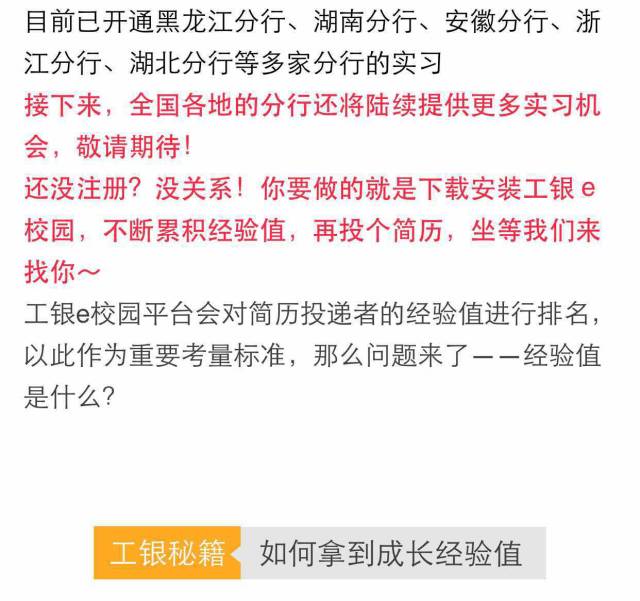 目前已开通黑龙江分行、湖南分行、安徽分行、浙
江分行、湖北分行等多家分行的实习
接下来，全国各地的分行还将陆续提供更多实习机
会，敬请期待！
还没注册？没关系！你要做的就是下载安装工银e
校园，不断累积经验值，再投个简历，坐等我们来
找你～
工银e校园平台会对简历投递者的经验值进行排名，
以此作为重要考量标准，那么问题来了——经验值
是什么？
工银秘籍 如何拿到成长经验值